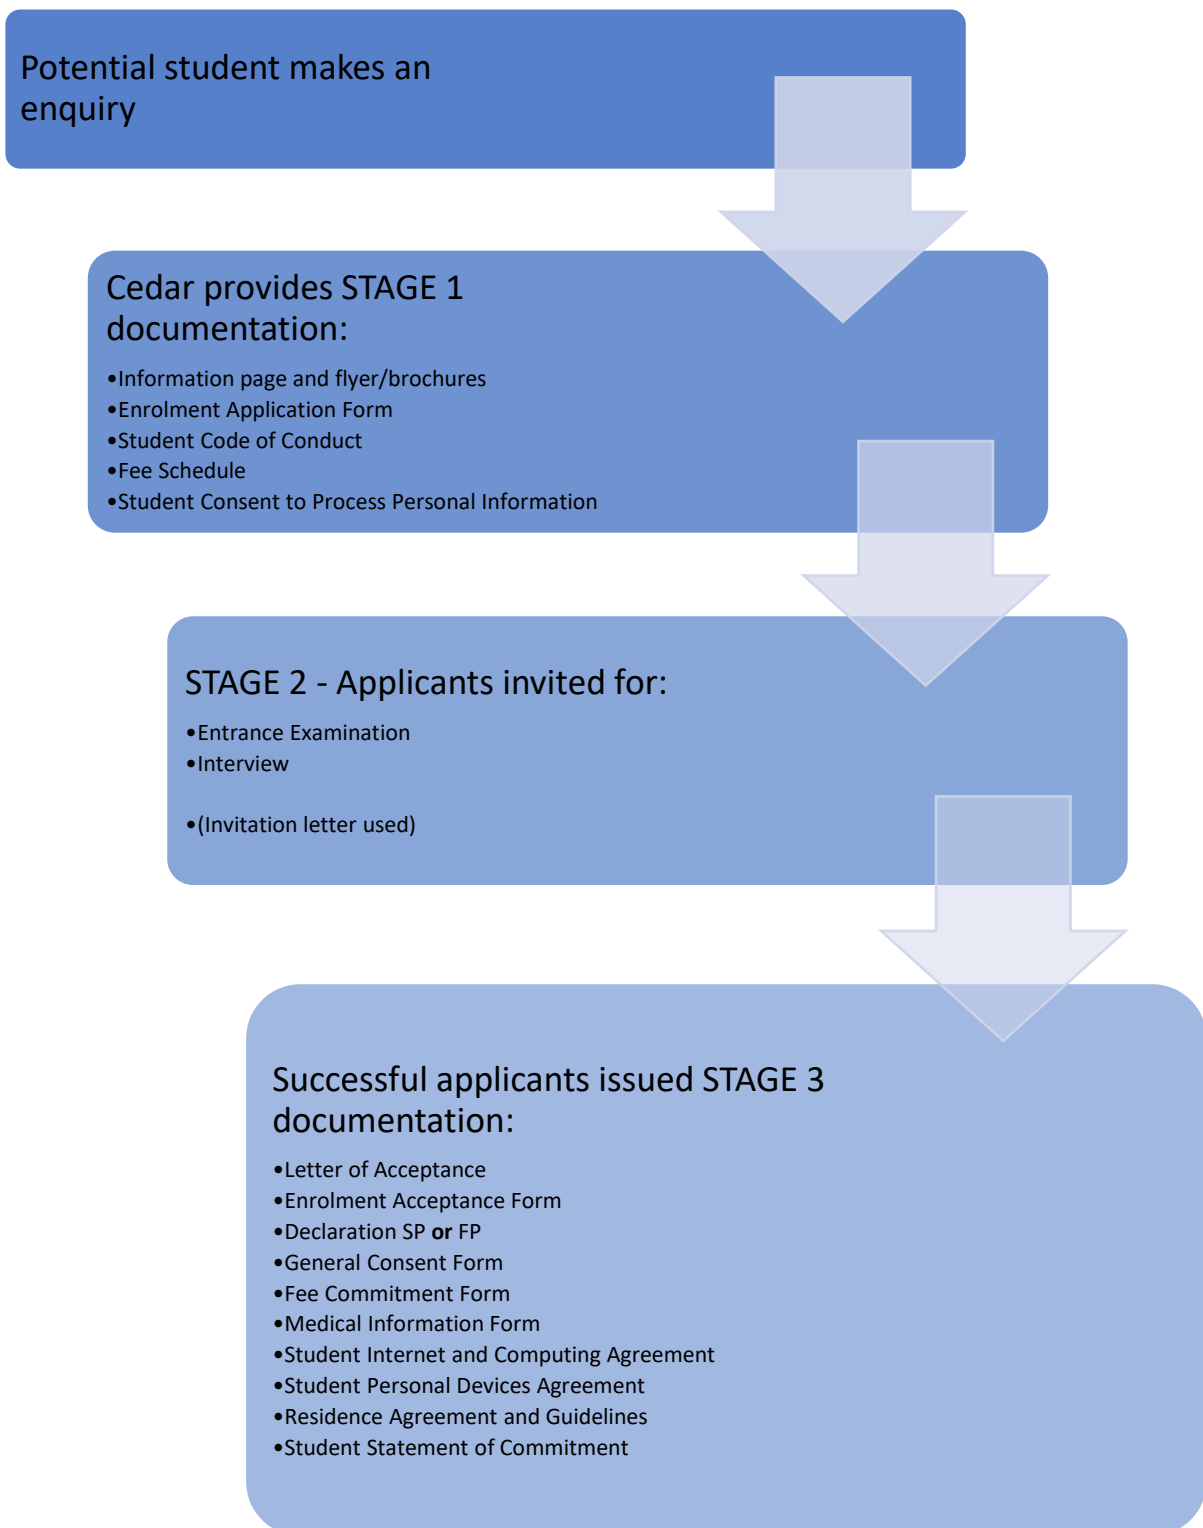 Potential student makes an
enquiry
Cedar provides STAGE 1
documentation:
•Information page and flyer/brochures
•Enrolment Application Form
•Student Code of Conduct
•Fee Schedule
•Student Consent to Process Personal Information
STAGE 2 - Applicants invited for:
•Entrance Examination
•Interview
•(Invitation letter used)
Successful applicants issued STAGE 3
documentation:
•Letter of Acceptance
•Enrolment Acceptance Form
•Declaration SP or FP
•General Consent Form
•Fee Commitment Form
•Medical Information Form
•Student Internet and Computing Agreement
•Student Personal Devices Agreement
•Residence Agreement and Guidelines
•Student Statement of Commitment